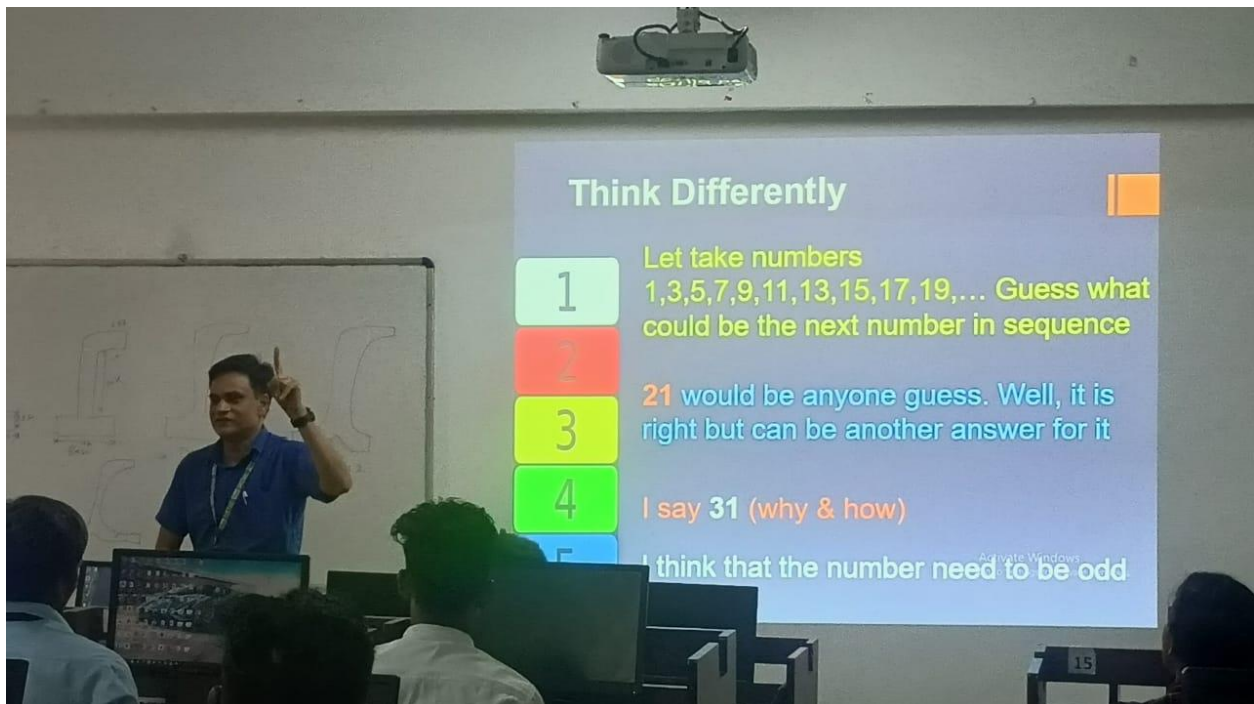 Think Differently
1
Let take numbers
1,3,5,7,9,11,13,15,17,19,... Guess what
could be the next number in sequence
2
21 would be anyone guess. Well, it is
right but can be another answer for it
3
4
I say 31 (why & how)
5
I think that the number need to be odd
Activate Windows
15